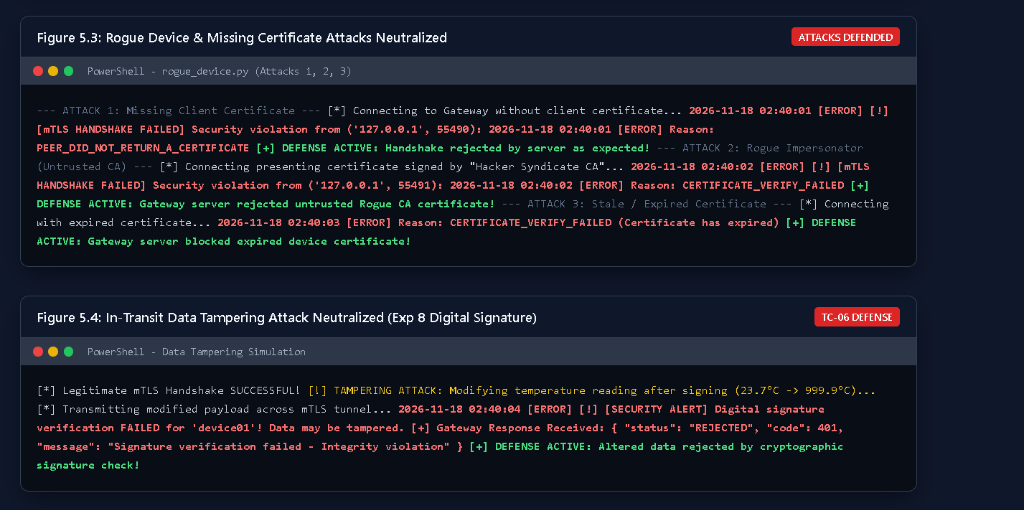 Figure 5.3: Rogue Device & Missing Certificate Attacks Neutralized
ATTACKS DEFENDED
PowerShell - rogue_device.py (Attacks 1, 2, 3)
--- ATTACK 1: Missing Client Certificate --- [*] Connecting to Gateway without client certificate... 2026-11-18 02:40:01 [ERROR] [!]
[mTLS HANDSHAKE FAILED] Security violation from ('127.0.0.1', 55490): 2026-11-18 02:40:01 [ERROR] Reason:
PEER_DID_NOT_RETURN_A_CERTIFICATE [+] DEFENSE ACTIVE: Handshake rejected by server as expected! --- ATTACK 2: Rogue Impersonator
(Untrusted CA) --- [*] Connecting presenting certificate signed by "Hacker Syndicate CA"... 2026-11-18 02:40:02 [ERROR] [!] [mTLS
HANDSHAKE FAILED] Security violation from ('127.0.0.1', 55491): 2026-11-18 02:40:02 [ERROR] Reason: CERTIFICATE_VERIFY_FAILED [+]
DEFENSE ACTIVE: Gateway server rejected untrusted Rogue CA certificate! --- ATTACK 3: Stale / Expired Certificate --- [*] Connecting
with expired certificate... 2026-11-18 02:40:03 [ERROR] Reason: CERTIFICATE_VERIFY_FAILED (Certificate has expired) [+] DEFENSE
ACTIVE: Gateway server blocked expired device certificate!
Figure 5.4: In-Transit Data Tampering Attack Neutralized (Exp 8 Digital Signature)
TC-06 DEFENSE
PowerShell - Data Tampering Simulation
[*] Legitimate mTLS Handshake SUCCESSFUL! [!] TAMPERING ATTACK: Modifying temperature reading after signing (23.7°C -> 999.9°C)...
[*] Transmitting modified payload across mTLS tunnel... 2026-11-18 02:40:04 [ERROR] [!] [SECURITY ALERT] Digital signature
verification FAILED for 'device01'! Data may be tampered. [+] Gateway Response Received: { "status": "REJECTED", "code": 401,
"message": "Signature verification failed - Integrity violation" } [+] DEFENSE ACTIVE: Altered data rejected by cryptographic
signature check!